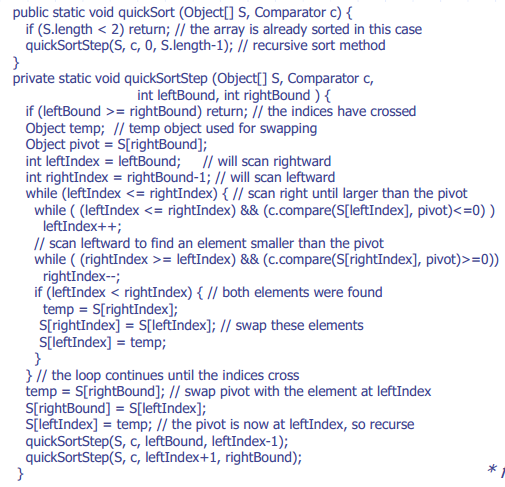 public static void quickSort (Object[] S, Comparator c) {
if (S.length < 2) return; // the array is already sorted in this case
quickSortStep(S, c, 0, S.length-1); // recursive sort method
}
private static void quickSortStep (Object[] S, Comparator c,
int leftBound, int rightBound ) {
if (leftBound >= rightBound) return; // the indices have crossed
Object temp; // temp object used for swapping
Object pivot = S[rightBound];
int leftIndex = leftBound; // will scan rightward
int rightIndex = rightBound-1; // will scan leftward
while (leftIndex <= rightIndex) { // scan right until larger than the pivot
while ( (leftIndex <= rightIndex) && (c.compare(S[leftIndex], pivot)<=0) )
leftIndex++;
// scan leftward to find an element smaller than the pivot
while ( (rightIndex >= leftIndex) && (c.compare(S[rightIndex], pivot)>=0))
rightIndex--;
if (leftIndex < rightIndex) { // both elements were found
temp = S[rightIndex];
S[rightIndex] = S[leftIndex]; // swap these elements
S[leftIndex] = temp;
}
} // the loop continues until the indices cross
temp = S[rightBound]; // swap pivot with the element at leftIndex
S[rightBound] = S[leftIndex];
S[leftIndex] = temp; // the pivot is now at leftIndex, so recurse
quickSortStep(S, c, leftBound, leftIndex-1);
quickSortStep(S, c, leftIndex+1, rightBound);
}
*